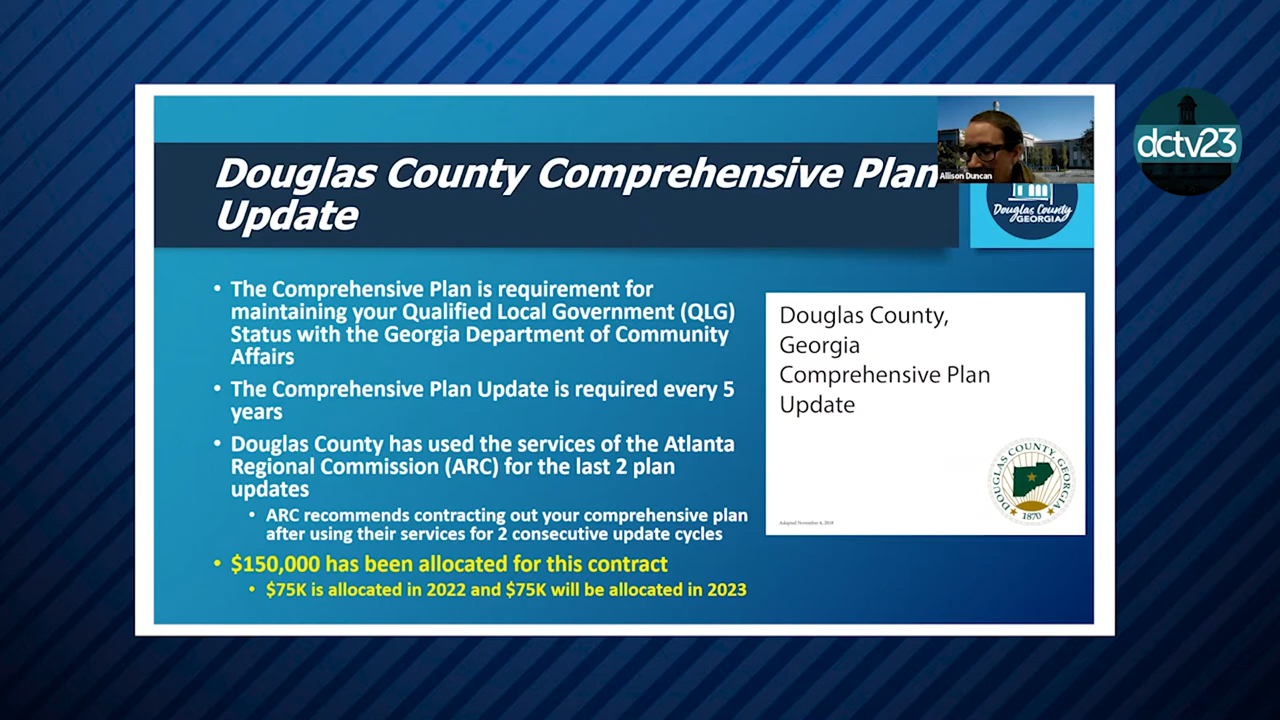 dctv23
Douglas County Comprehensive Plan
Update
Allison Duncan
Douglas County
GEORGIA
• The Comprehensive Plan is requirement for
maintaining your Qualified Local Government (QLG)
Status with the Georgia Department of Community
Affairs
• The Comprehensive Plan Update is required every 5
years
• Douglas County has used the services of the Atlanta
Regional Commission (ARC) for the last 2 plan
updates
• ARC recommends contracting out your comprehensive plan
after using their services for 2 consecutive update cycles
• $150,000 has been allocated for this contract
• $75K is allocated in 2022 and $75K will be allocated in 2023
Douglas County,
Georgia
Comprehensive Plan
Update
DOUGLAS COUNTY, GEORGIA
1870
Adopted November 6, 2018